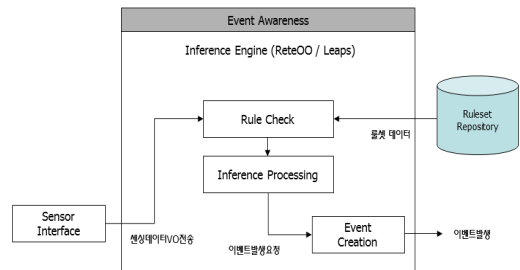 Event Awareness
Inference Engine (ReteOO / Leaps)
Rule Check
Ruleset
Repository
룰셋 데이터
Inference Processing
Sensor
Interface
센싱데이터VO전송
이벤트발생요청
Event
Creation
이벤트발생